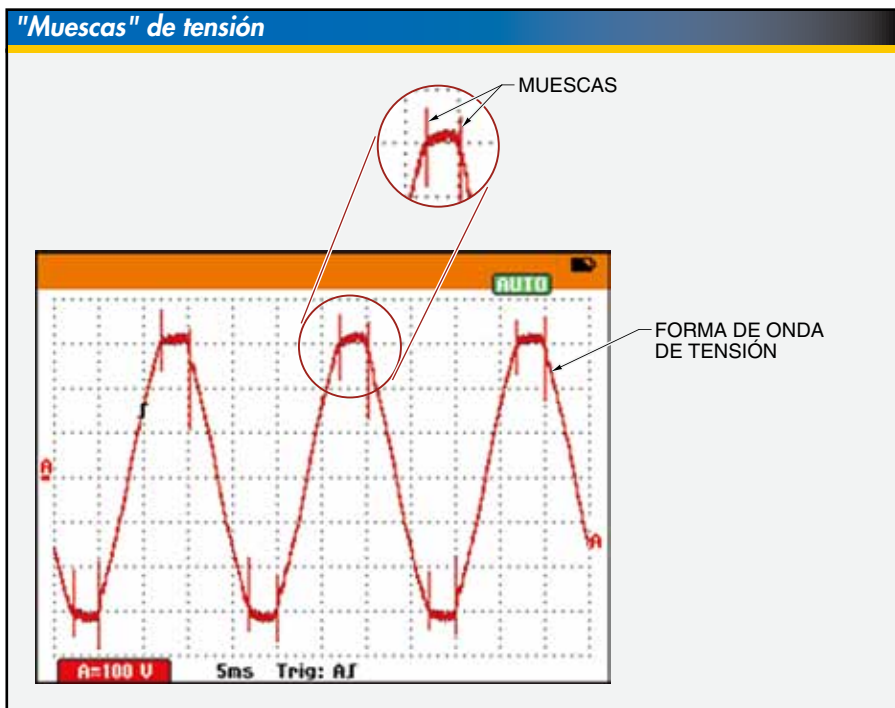 "Muescas" de tensión
MUESCAS
AUTO
FORMA DE ONDA
DE TENSIÓN
A
A
A=100 V 5ms Trig: A∫